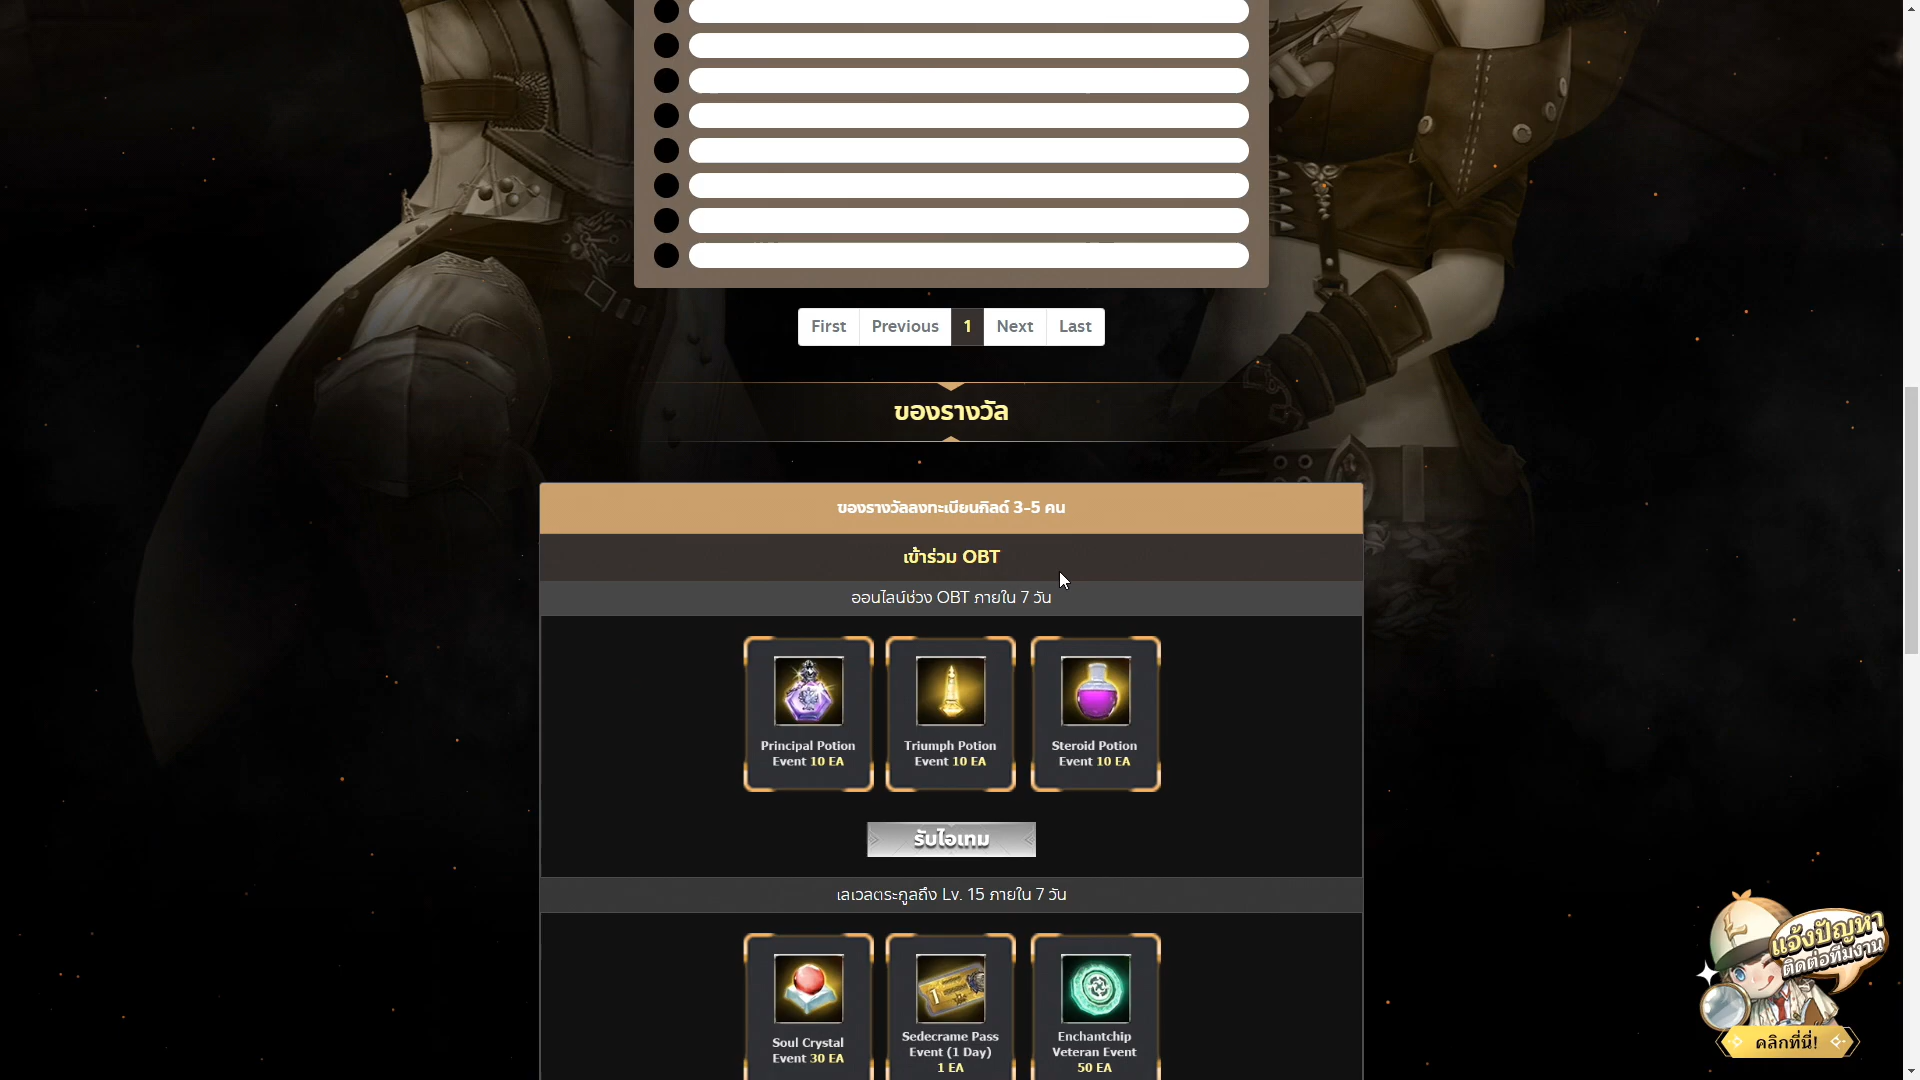 First Previous 1 Next Last
ของรางวัล
ของรางวัลลงทะเบียนกิลด์ 3-5 คน
เข้าร่วม OBT
ออนไลน์ช่วง OBT ภายใน 7 วัน
Principal Potion
Event 10 EA
Triumph Potion
Event 10 EA
Steroid Potion
Event 10 EA
รับไอเทม
เลเวลตระกูลถึง Lv. 15 ภายใน 7 วัน
Soul Crystal
Event 30 EA
Sedecrame Pass
Event (1 Day)
1 EA
Enchantchip
Veteran Event
50 EA
แจ้งปัญหา
ติดต่อทีมงาน
คลิกที่นี่!